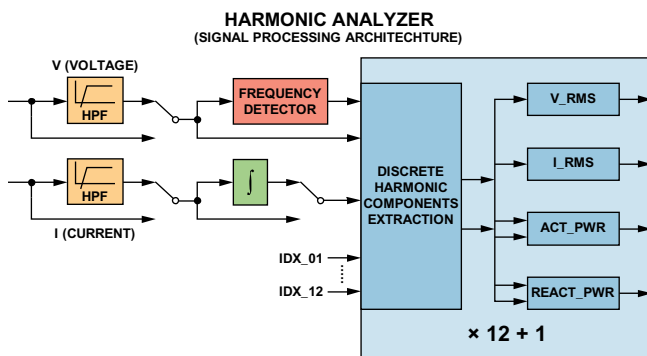 HARMONIC ANALYZER
(SIGNAL PROCESSING ARCHITECHTURE)
V (VOLTAGE)
HPF
FREQUENCY
DETECTOR
V_RMS
HPF
∫
I (CURRENT)
DISCRETE
HARMONIC
COMPONENTS
EXTRACTION
I_RMS
ACT_PWR
IDX_01
IDX_12
REACT_PWR
× 12 + 1